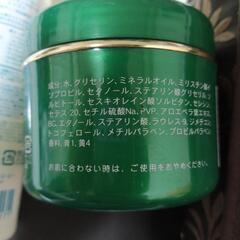 成分：水、グリセリン、ミネラルオイル、ミリスチン酸イ
ソプロピル、セタノール、ステアリン酸グリセリル、ソ
ルビトール、セスキオレイン酸ソルビタン、セレシン、
セテス-20、セチル硫酸Na、PVP、アロエベラ葉エキス、
BG、エタノール、ステアリン酸、ラウレス-9、ジメチコン、
トコフェロール、メチルパラベン、プロピルパラベン、
香料、青1、黄4
お肌に合わない時は、ご使用をおやめください。